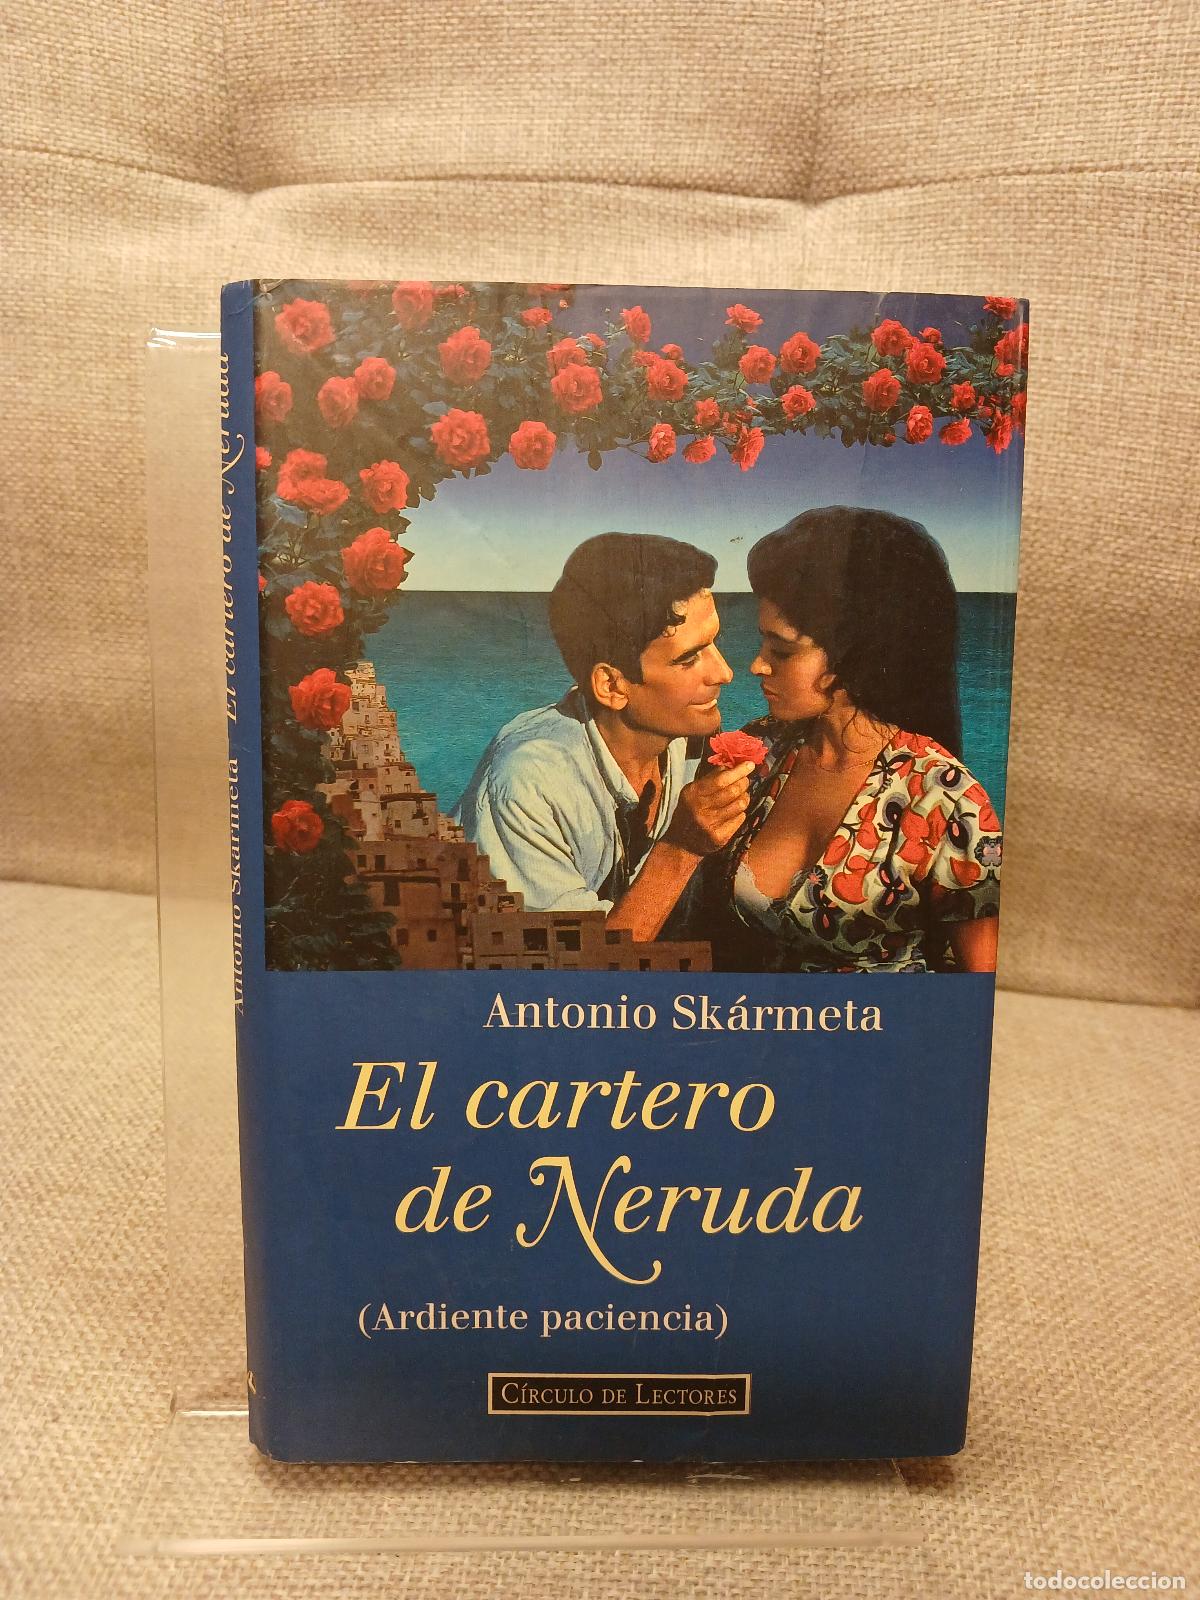 Antonio Skármeta El cartero de Neruda
Antonio Skármeta
El cartero
de Neruda
(Ardiente paciencia)
CÍRCULO DE LECTORES
todocoleccion